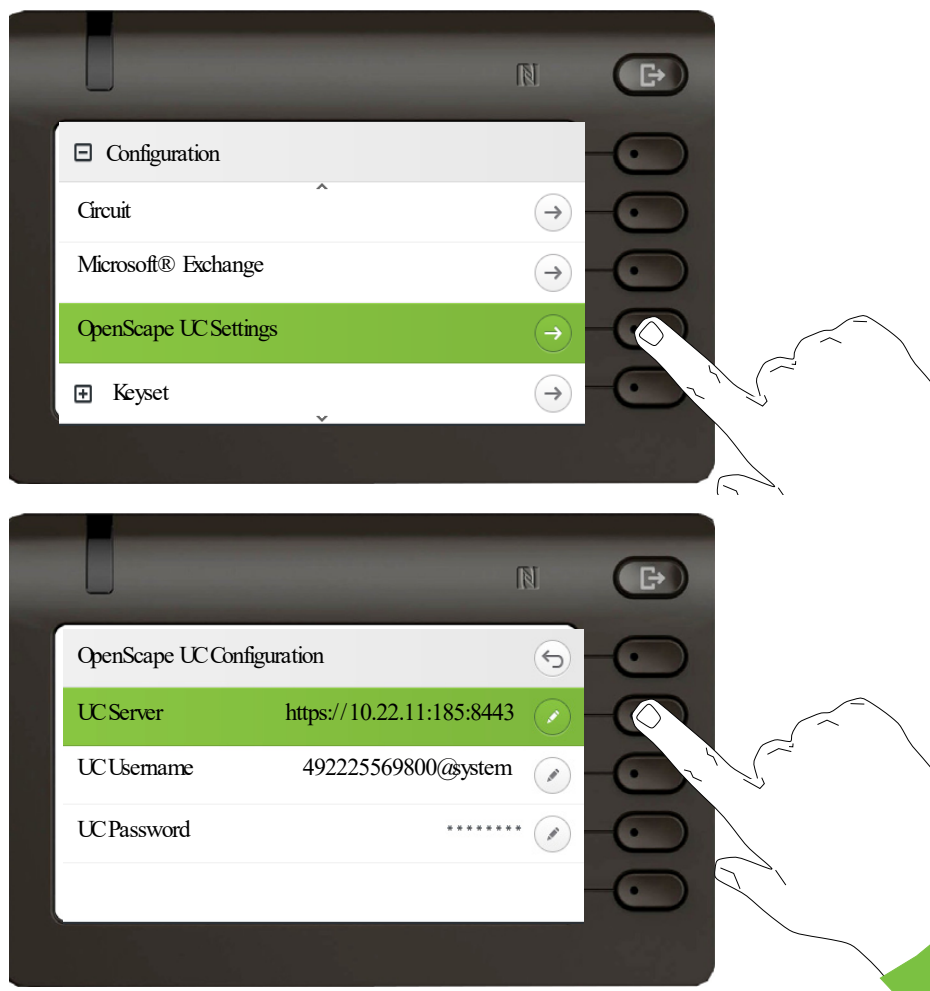 Configuration
Circuit
Microsoft® Exchange
OpenScape UC Settings
Keyset
OpenScape UC Configuration
UC Server https://10.22.11:185:8443
UC Username 492225569800@system
UC Password ********